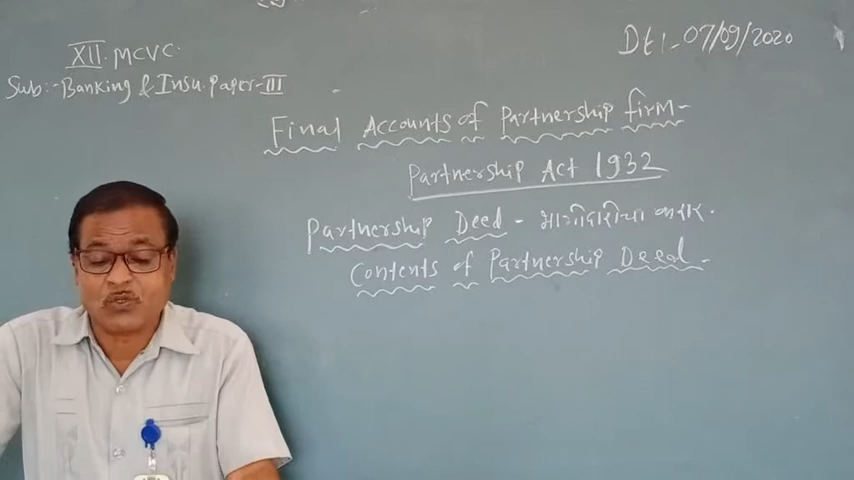 XII. MCVC.
Dt:- 07/09/2020
Sub:- Banking & Insu. Paper-III
Final Accounts of Partnership firm-
Partnership Act 1932
Partnership Deed - भागीदारीचा करार.
Contents of Partnership Deed -